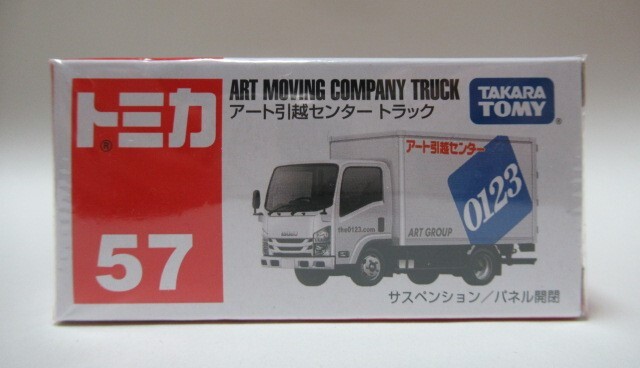 トミカ
®
57
ART MOVING COMPANY TRUCK
アート引越センター トラック
TAKARA
TOMY
アート引越センター
0123
the0123.com
ART GROUP
サスペンション/パネル開閉